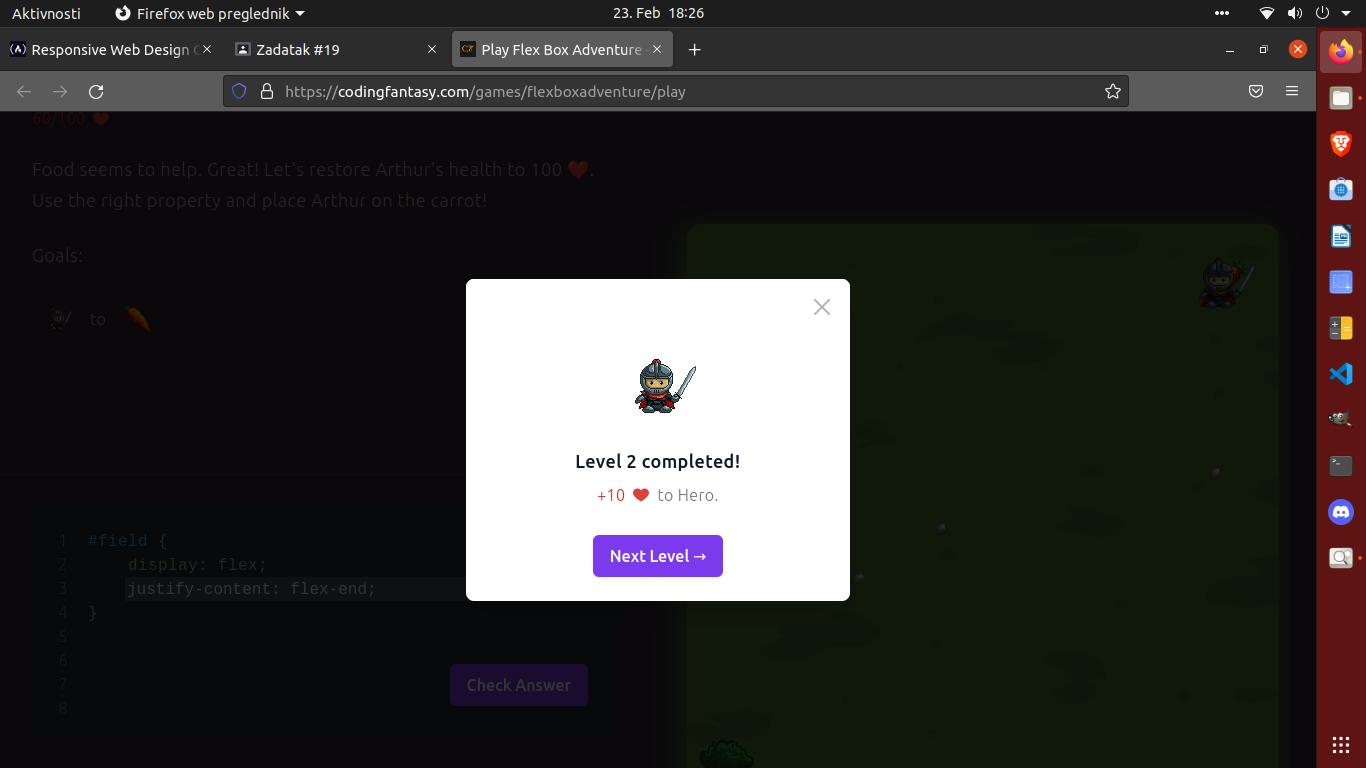 Aktivnosti
Firefox web preglednik
23. Feb 18:26
Responsive Web Design
Zadatak #19
Play Flex Box Adventure
https://codingfantasy.com/games/flexboxadventure/play
60/100
Food seems to help. Great! Let's restore Arthur's health to 100 ❤.
Use the right property and place Arthur on the carrot!
Goals:
to
Level 2 completed!
+10 ❤ to Hero.
Next Level →
1 #field {
2 display: flex;
3 justify-content: flex-end;
4 }
5
6
7
8
Check Answer